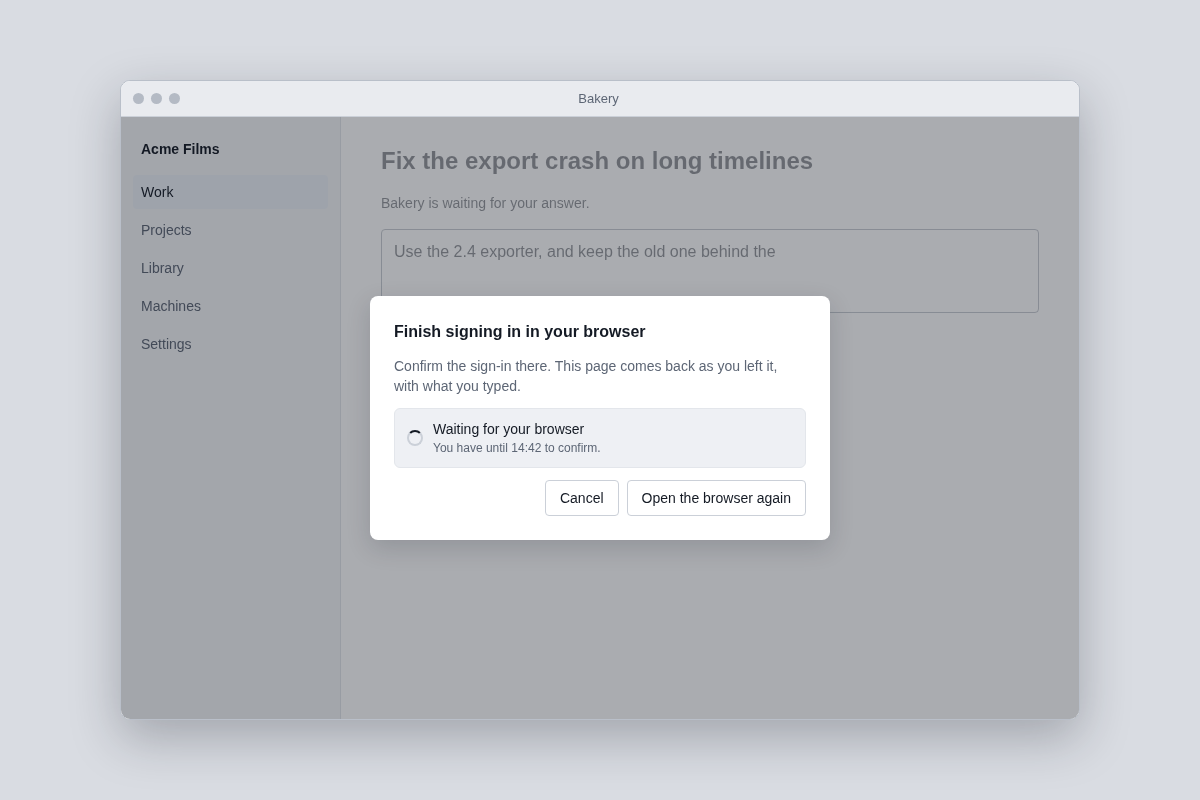 Bakery
Acme Films
Work
Projects
Library
Machines
Settings
Fix the export crash on long timelines
Bakery is waiting for your answer.
Use the 2.4 exporter, and keep the old one behind the
Finish signing in in your browser
Confirm the sign-in there. This page comes back as you left it,
with what you typed.
Waiting for your browser
You have until 14:42 to confirm.
Cancel
Open the browser again